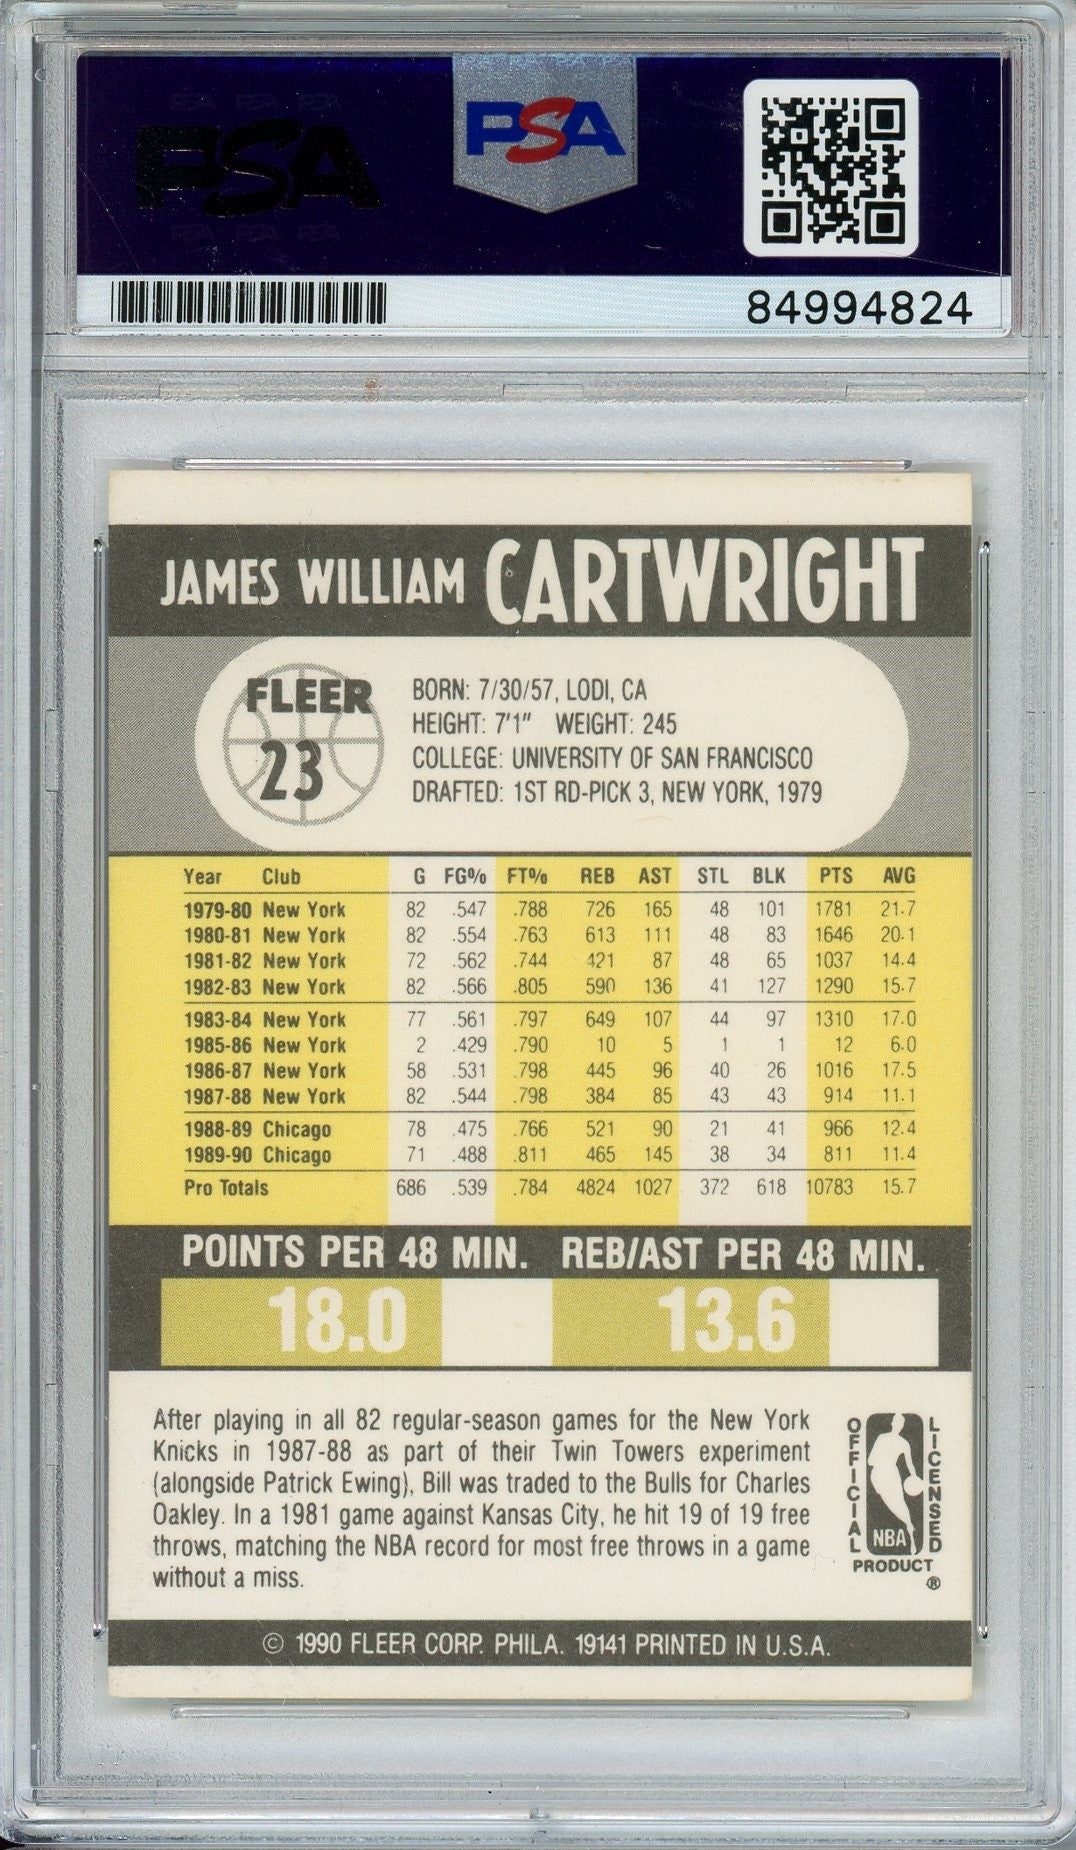 PSA
PSA
84994824
JAMES WILLIAM CARTWRIGHT
FLEER
23
BORN: 7/30/57, LODI, CA
HEIGHT: 7'1" WEIGHT: 245
COLLEGE: UNIVERSITY OF SAN FRANCISCO
DRAFTED: 1ST RD-PICK 3, NEW YORK, 1979
Year Club G FG% FT% REB AST STL BLK PTS AVG
1979-80 New York 82 .547 .788 726 165 48 101 1781 21.7
1980-81 New York 82 .554 .763 613 111 48 83 1646 20.1
1981-82 New York 72 .562 .744 421 87 48 65 1037 14.4
1982-83 New York 82 .566 .805 590 136 41 127 1290 15.7
1983-84 New York 77 .561 .797 649 107 44 97 1310 17.0
1985-86 New York 2 .429 .790 10 5 1 1 12 6.0
1986-87 New York 58 .531 .798 445 96 40 26 1016 17.5
1987-88 New York 82 .544 .798 384 85 43 43 914 11.1
1988-89 Chicago 78 .475 .766 521 90 21 41 966 12.4
1989-90 Chicago 71 .488 .811 465 145 38 34 811 11.4
Pro Totals 686 .539 .784 4824 1027 372 618 10783 15.7
POINTS PER 48 MIN. REB/AST PER 48 MIN.
18.0 13.6
After playing in all 82 regular-season games for the New York
Knicks in 1987-88 as part of their Twin Towers experiment
(alongside Patrick Ewing), Bill was traded to the Bulls for Charles
Oakley. In a 1981 game against Kansas City, he hit 19 of 19 free
throws, matching the NBA record for most free throws in a game
without a miss.
OFFICIAL LICENSED
NBA
PRODUCT
®
© 1990 FLEER CORP. PHILA. 19141 PRINTED IN U.S.A.